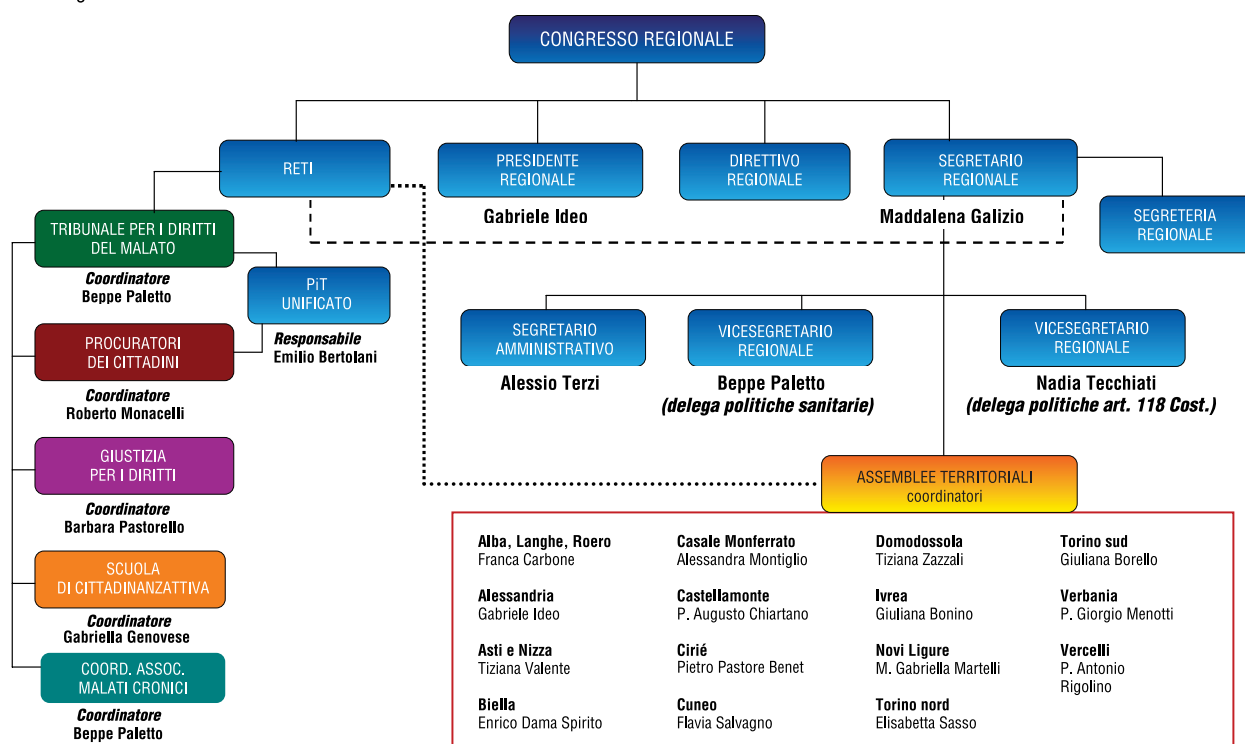 CONGRESSO REGIONALE
RETI
PRESIDENTE
REGIONALE
Gabriele Ideo
DIRETTIVO
REGIONALE
SEGRETARIO
REGIONALE
Maddalena Galizio
SEGRETERIA
REGIONALE
TRIBUNALE PER I DIRITTI
DEL MALATO
Coordinatore
Beppe Paletto
PiT
UNIFICATO
Responsabile
Emilio Bertolani
PROCURATORI
DEI CITTADINI
Coordinatore
Roberto Monacelli
GIUSTIZIA
PER I DIRITTI
Coordinatore
Barbara Pastorello
SCUOLA
DI CITTADINANZATTIVA
Coordinatore
Gabriella Genovese
COORD. ASSOC.
MALATI CRONICI
Coordinatore
Beppe Paletto
SEGRETARIO
AMMINISTRATIVO
Alessio Terzi
VICESEGRETARIO
REGIONALE
Beppe Paletto
(delega politiche sanitarie)
VICESEGRETARIO
REGIONALE
Nadia Tecchiati
(delega politiche art. 118 Cost.)
ASSEMBLEE TERRITORIALI
coordinatori
Alba, Langhe, Roero
Franca Carbone
Alessandria
Gabriele Ideo
Asti e Nizza
Tiziana Valente
Biella
Enrico Dama Spirito
Casale Monferrato
Alessandra Montiglio
Castellamonte
P. Augusto Chiartano
Cirié
Pietro Pastore Benet
Cuneo
Flavia Salvagno
Domodossola
Tiziana Zazzali
Ivrea
Giuliana Bonino
Novi Ligure
M. Gabriella Martelli
Torino nord
Elisabetta Sasso
Torino sud
Giuliana Borello
Verbania
P. Giorgio Menotti
Vercelli
P. Antonio
Rigolino